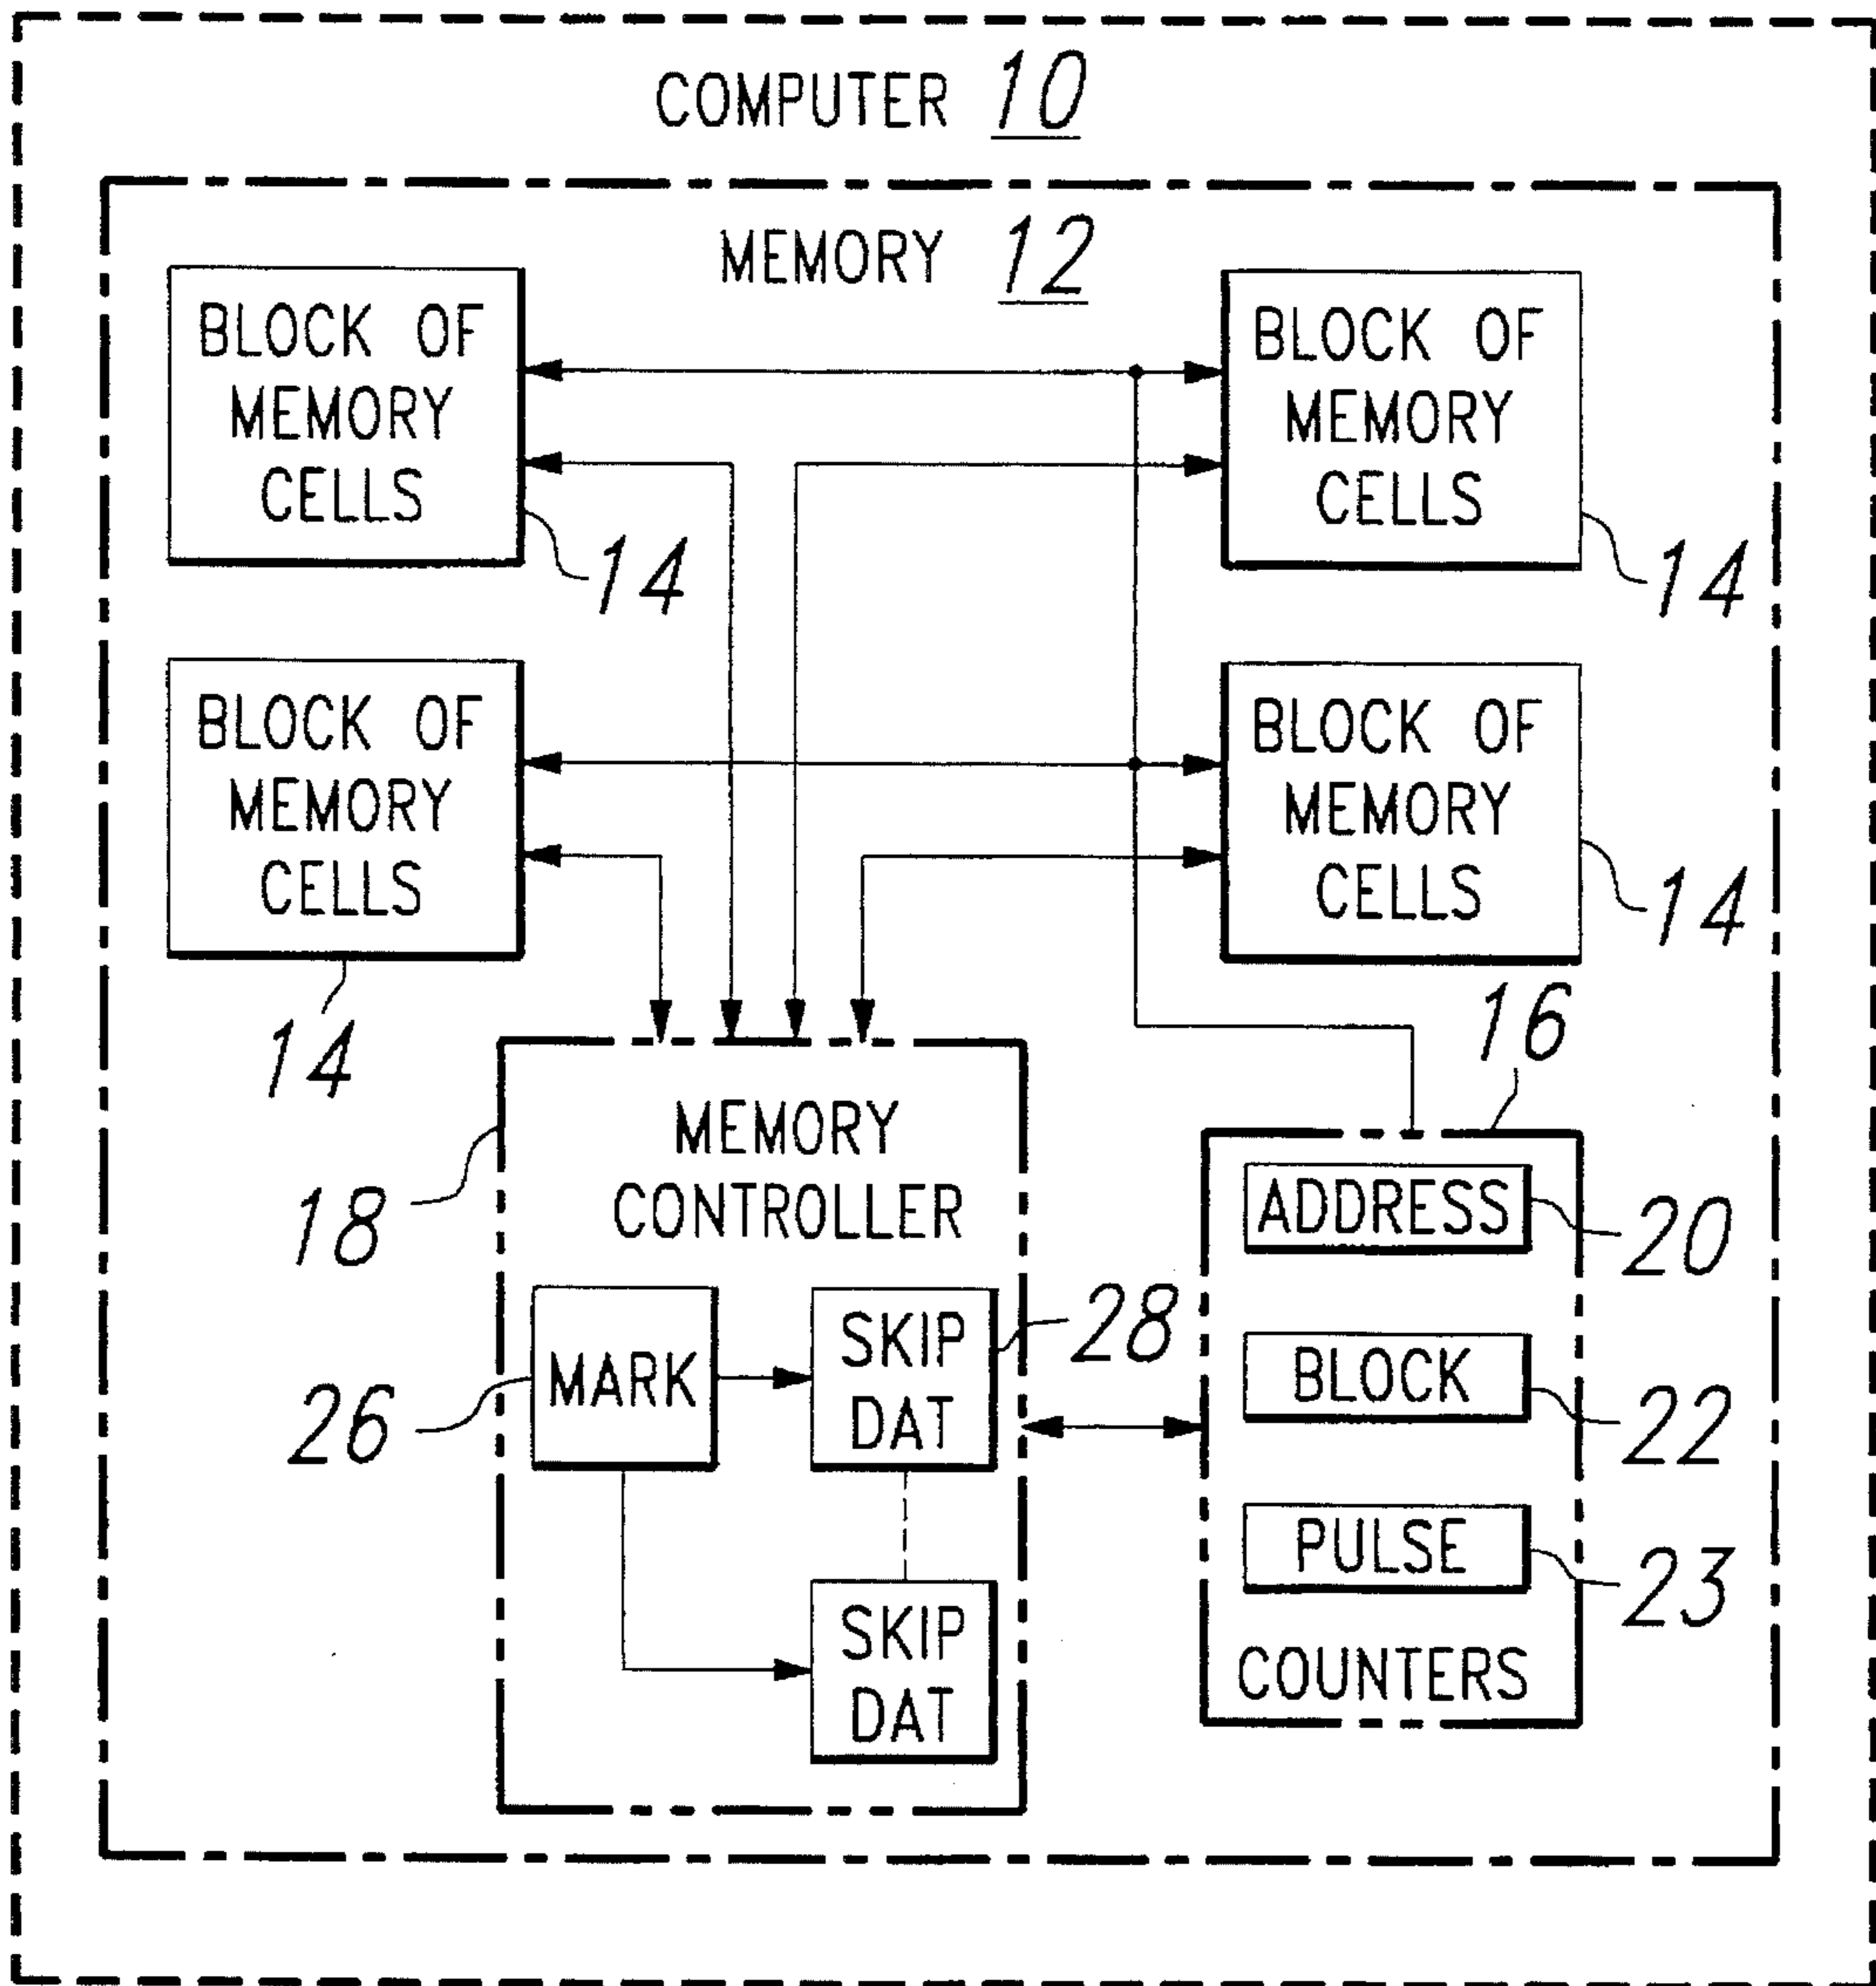 COMPUTER 10
MEMORY 12
BLOCK OF
MEMORY
CELLS
14
BLOCK OF
MEMORY
CELLS
14
BLOCK OF
MEMORY
CELLS
14
BLOCK OF
MEMORY
CELLS
14
MEMORY
CONTROLLER
18
MARK
26
SKIP
DAT
28
SKIP
DAT
16
ADDRESS
20
BLOCK
22
PULSE
23
COUNTERS